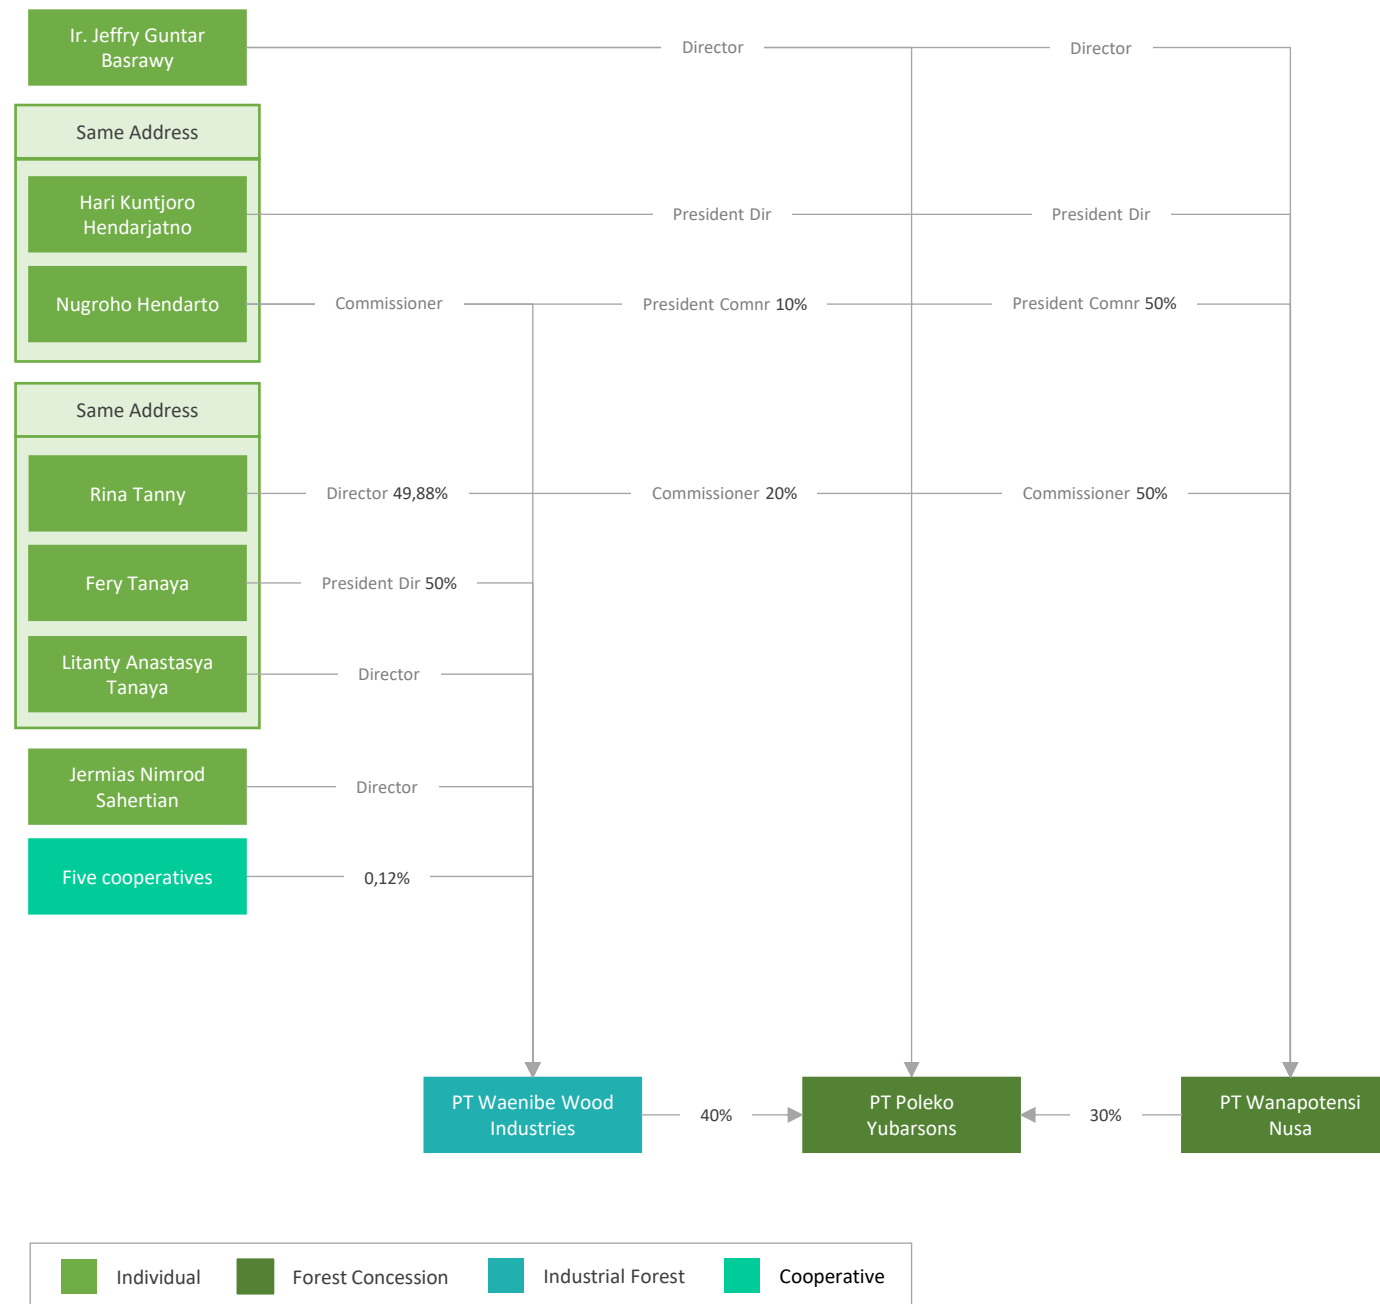 Ir. Jeffry Guntar
Basrawy
Director
Director
Same Address
Hari Kuntjoro
Hendarjatno
President Dir
President Dir
Nugroho Hendarto
Commissioner
President Comnr 10%
President Comnr 50%
Same Address
Rina Tanny
Director 49,88%
Commissioner 20%
Commissioner 50%
Fery Tanaya
President Dir 50%
Litanty Anastasya
Tanaya
Director
Jermias Nimrod
Sahertian
Director
Five cooperatives
0,12%
PT Waenibe Wood
Industries
40%
PT Poleko
Yubarsons
30%
PT Wanapotensi
Nusa
Individual
Forest Concession
Industrial Forest
Cooperative